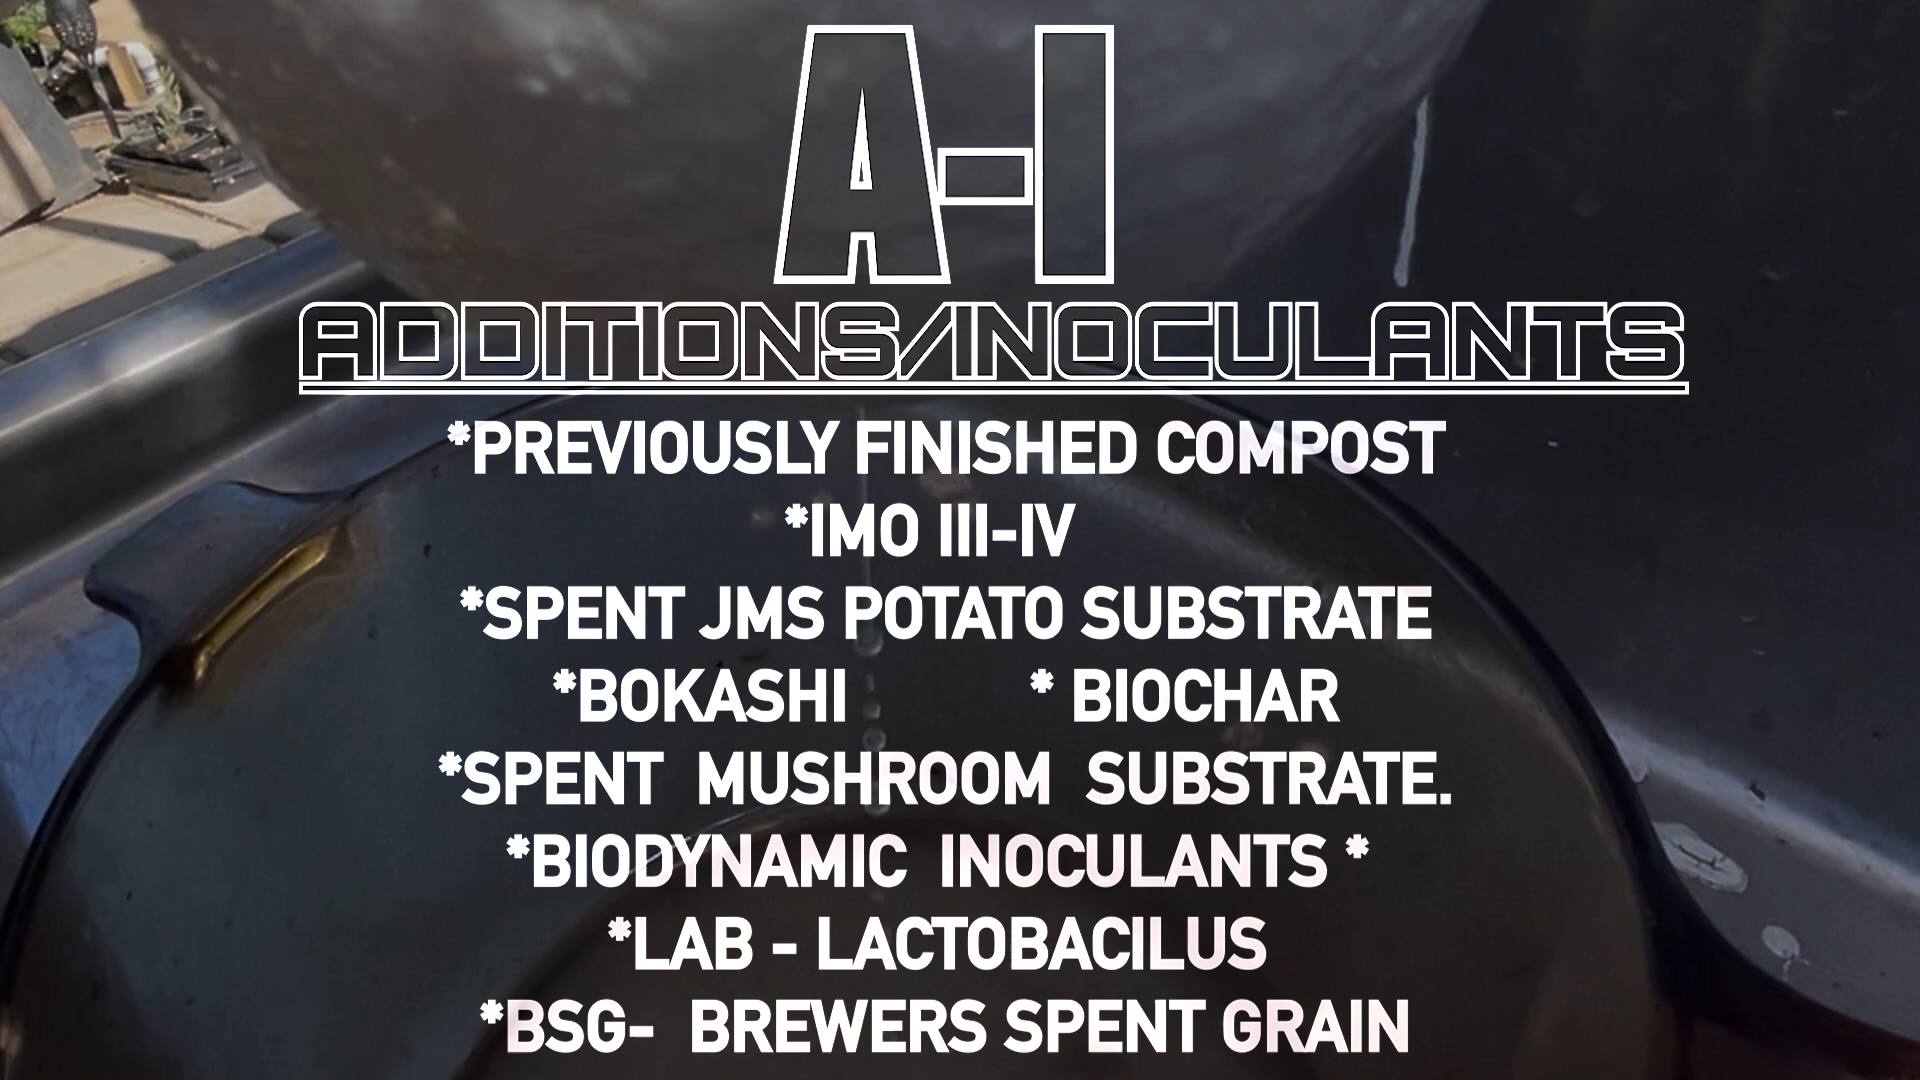 A-I
ADDITIONS/INOCULANTS
*PREVIOUSLY FINISHED COMPOST
*IMO III-IV
*SPENT JMS POTATO SUBSTRATE
*BOKASHI * BIOCHAR
*SPENT MUSHROOM SUBSTRATE.
*BIODYNAMIC INOCULANTS *
*LAB - LACTOBACILUS
*BSG- BREWERS SPENT GRAIN